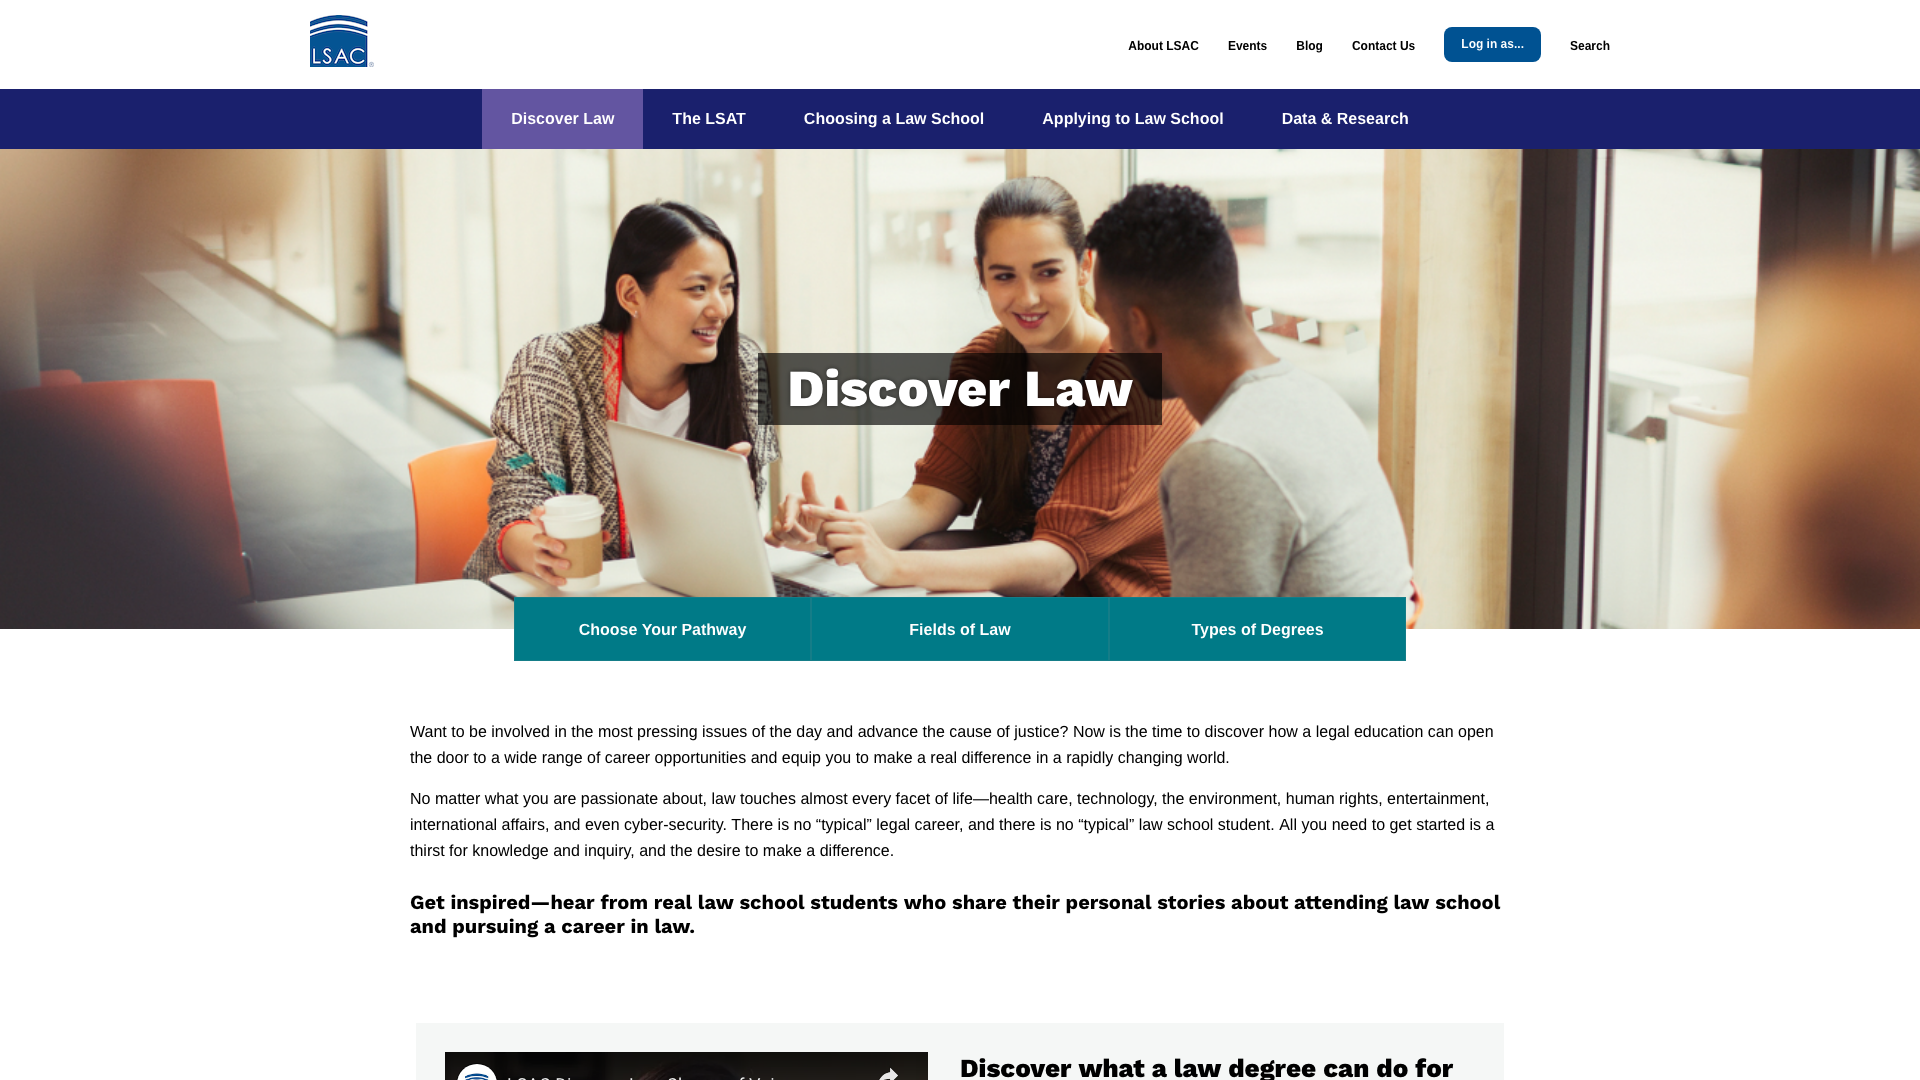 LSAC
About LSAC
Events
Blog
Contact Us
Log in as...
Search
Discover Law
The LSAT
Choosing a Law School
Applying to Law School
Data & Research
Discover Law
Choose Your Pathway
Fields of Law
Types of Degrees
Want to be involved in the most pressing issues of the day and advance the cause of justice? Now is the time to discover how a legal education can open
the door to a wide range of career opportunities and equip you to make a real difference in a rapidly changing world.
No matter what you are passionate about, law touches almost every facet of life—health care, technology, the environment, human rights, entertainment,
international affairs, and even cyber-security. There is no “typical” legal career, and there is no “typical” law school student. All you need to get started is a
thirst for knowledge and inquiry, and the desire to make a difference.
Get inspired—hear from real law school students who share their personal stories about attending law school
and pursuing a career in law.
Discover what a law degree can do for